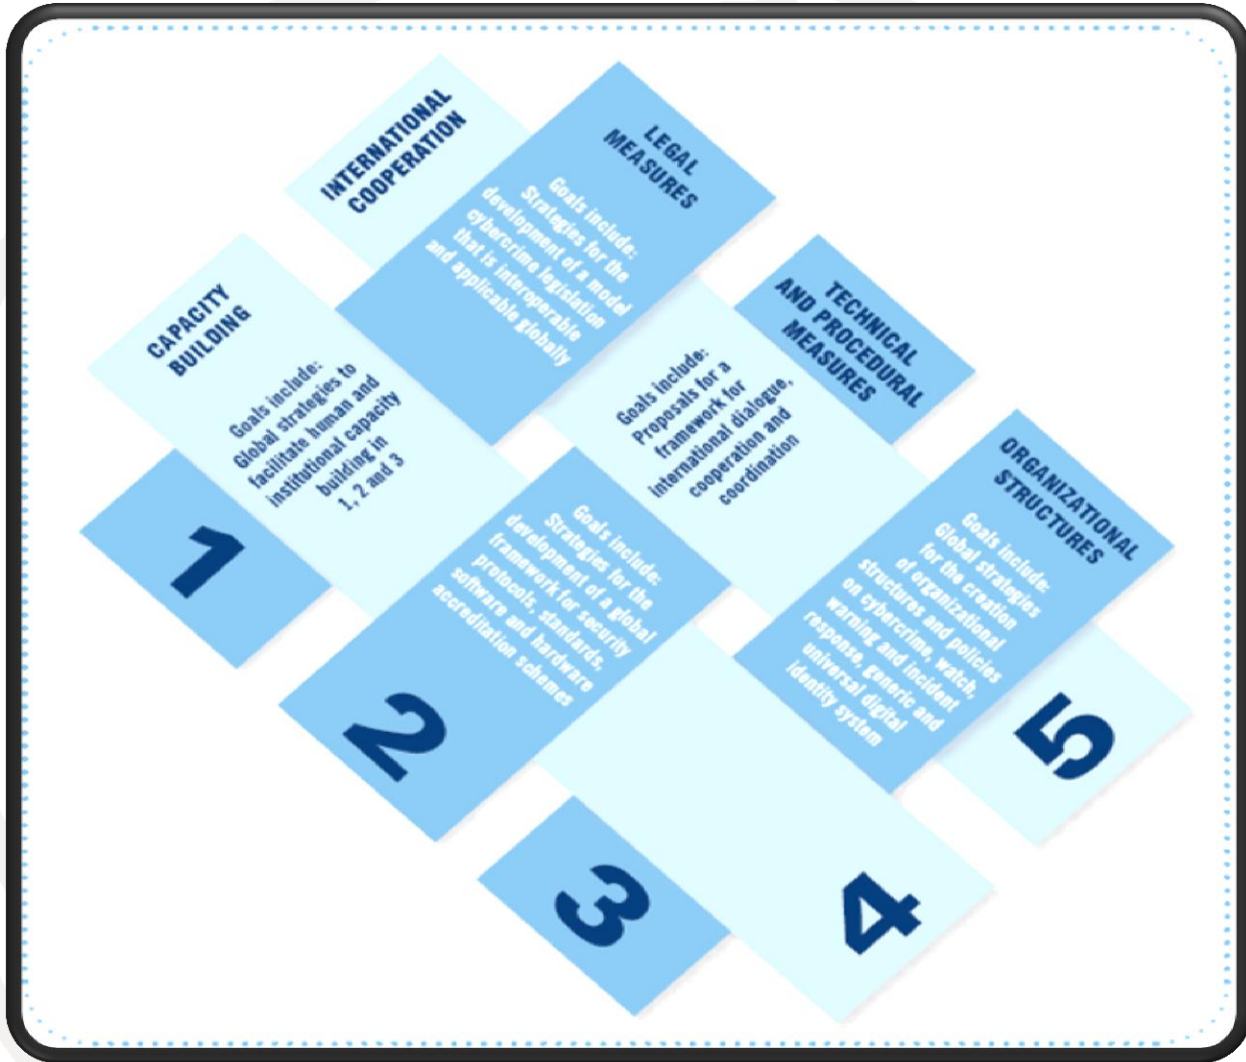 INTERNATIONAL
COOPERATION
LEGAL
MEASURES
Goals include:
Strategies for the
development of a model
cybercrime legislation
that is interoperable
and applicable globally
CAPACITY
BUILDING
Goals include:
Global strategies to
facilitate human and
institutional capacity
building in
1, 2 and 3
TECHNICAL
AND PROCEDURAL
MEASURES
Goals include:
Proposals for a
framework for
international dialogue,
cooperation and
coordination
ORGANIZATIONAL
STRUCTURES
Goals include:
Global strategies
for the creation
of organizational
structures and policies
on cybercrime, watch,
warning and incident
response, generic and
universal digital
identity system
1
Goals include:
Strategies for the
development of a global
framework for security
protocols, standards,
software and hardware
accreditation schemes
2
5
3
4